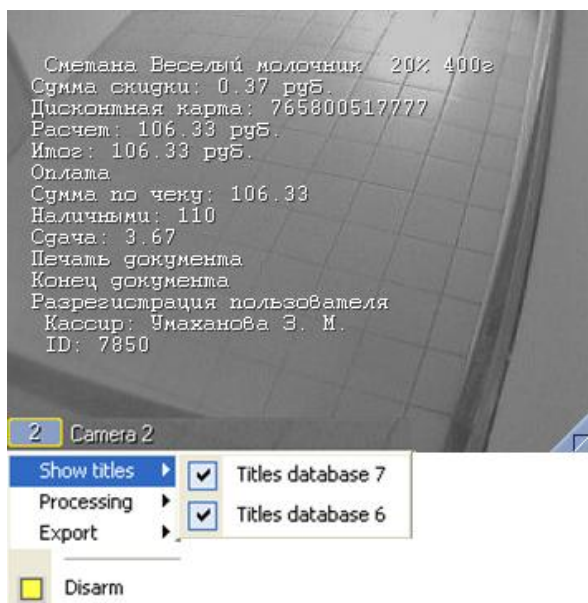 Сметана Веселый молочник 20% 400г
Сумма скидки: 0.37 руб.
Дисконтная карта: 765800517777
Расчет: 106.33 руб.
Итог: 106.33 руб.
Оплата
Сумма по чеку: 106.33
Наличными: 110
Сдача: 3.67
Печать документа
Конец документа
Разрегистрация пользователя
Кассир: Умаханова З. М.
ID: 7850
2 Camera 2
Show titles
Titles database 7
Processing
Titles database 6
Export
Disarm